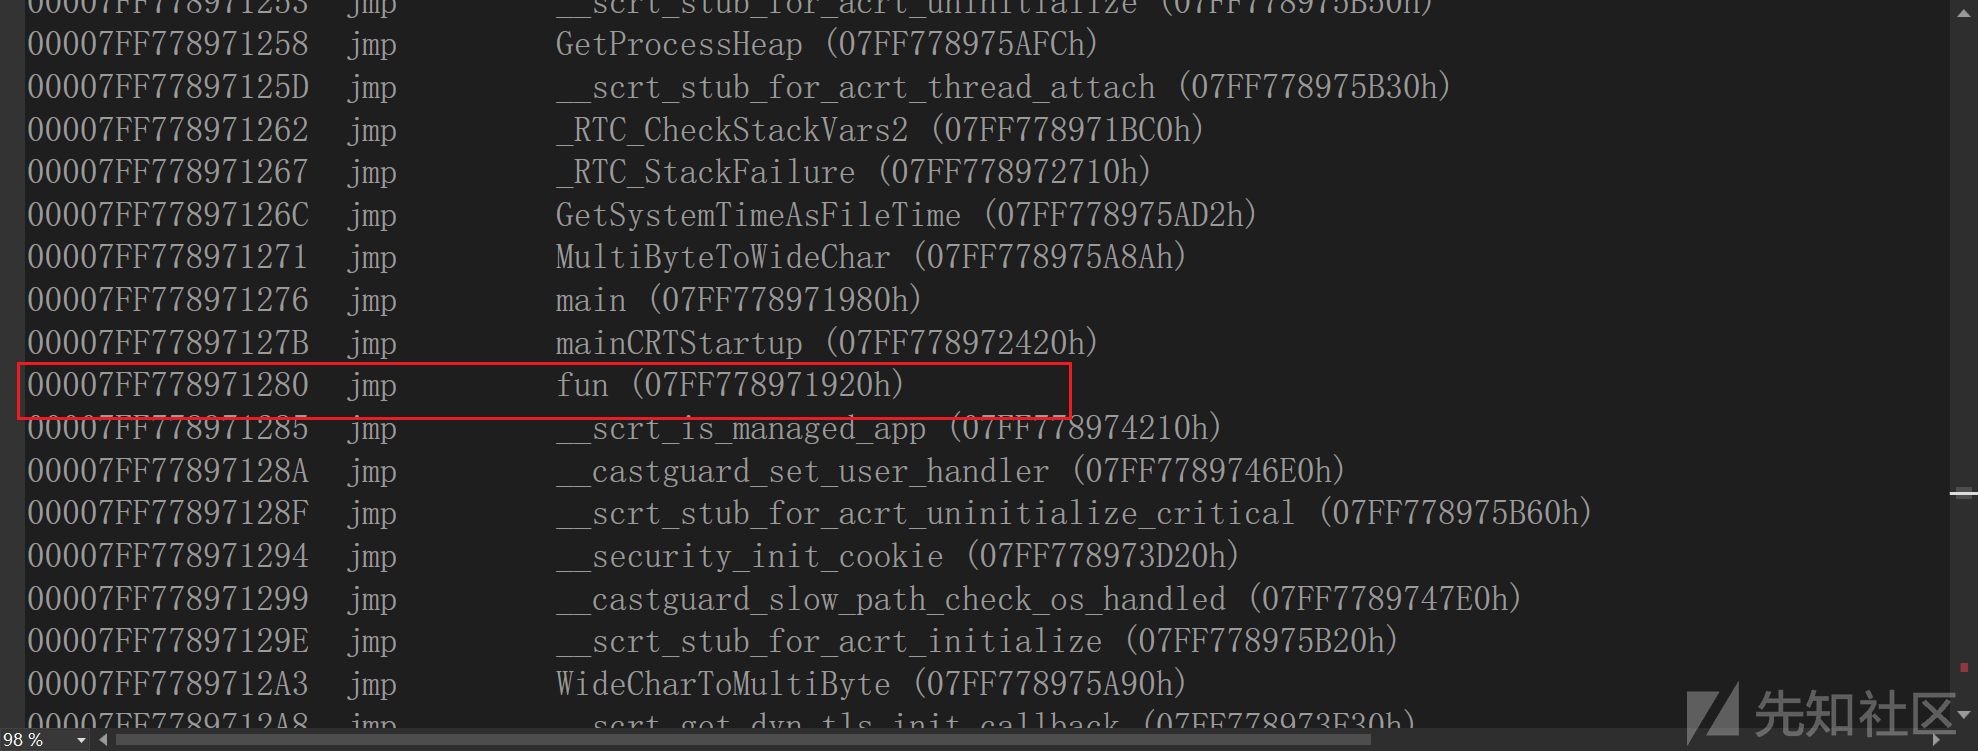 00007FF778971253 jmp __scrt_stub_for_acrt_uninitialize (07FF778975B50h)
00007FF778971258 jmp GetProcessHeap (07FF778975AFCh)
00007FF77897125D jmp __scrt_stub_for_acrt_thread_attach (07FF778975B30h)
00007FF778971262 jmp _RTC_CheckStackVars2 (07FF778971BC0h)
00007FF778971267 jmp _RTC_StackFailure (07FF778972710h)
00007FF77897126C jmp GetSystemTimeAsFileTime (07FF778975AD2h)
00007FF778971271 jmp MultiByteToWideChar (07FF778975A8Ah)
00007FF778971276 jmp main (07FF778971980h)
00007FF77897127B jmp mainCRTStartup (07FF778972420h)
00007FF778971280 jmp fun (07FF778971920h)
00007FF778971285 jmp __scrt_is_managed_app (07FF778974210h)
00007FF77897128A jmp __castguard_set_user_handler (07FF7789746E0h)
00007FF77897128F jmp __scrt_stub_for_acrt_uninitialize_critical (07FF778975B60h)
00007FF778971294 jmp __security_init_cookie (07FF778973D20h)
00007FF778971299 jmp __castguard_slow_path_check_os_handled (07FF7789747E0h)
00007FF77897129E jmp __scrt_stub_for_acrt_initialize (07FF778975B20h)
00007FF7789712A3 jmp WideCharToMultiByte (07FF778975A90h)
00007FF7789712A8 jmp __scrt_get_dyn_tls_init_callback (07FF778973E30h)
先知社区
98 %